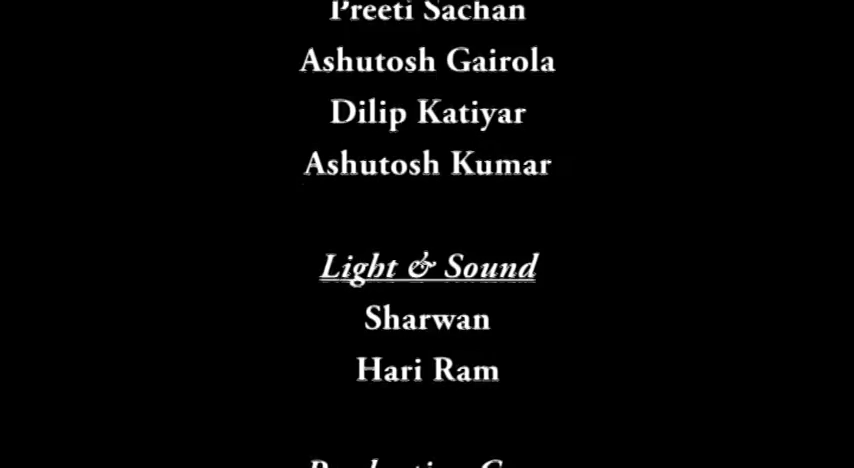 Preeti Sachan
Ashutosh Gairola
Dilip Katiyar
Ashutosh Kumar
Light & Sound
Sharwan
Hari Ram